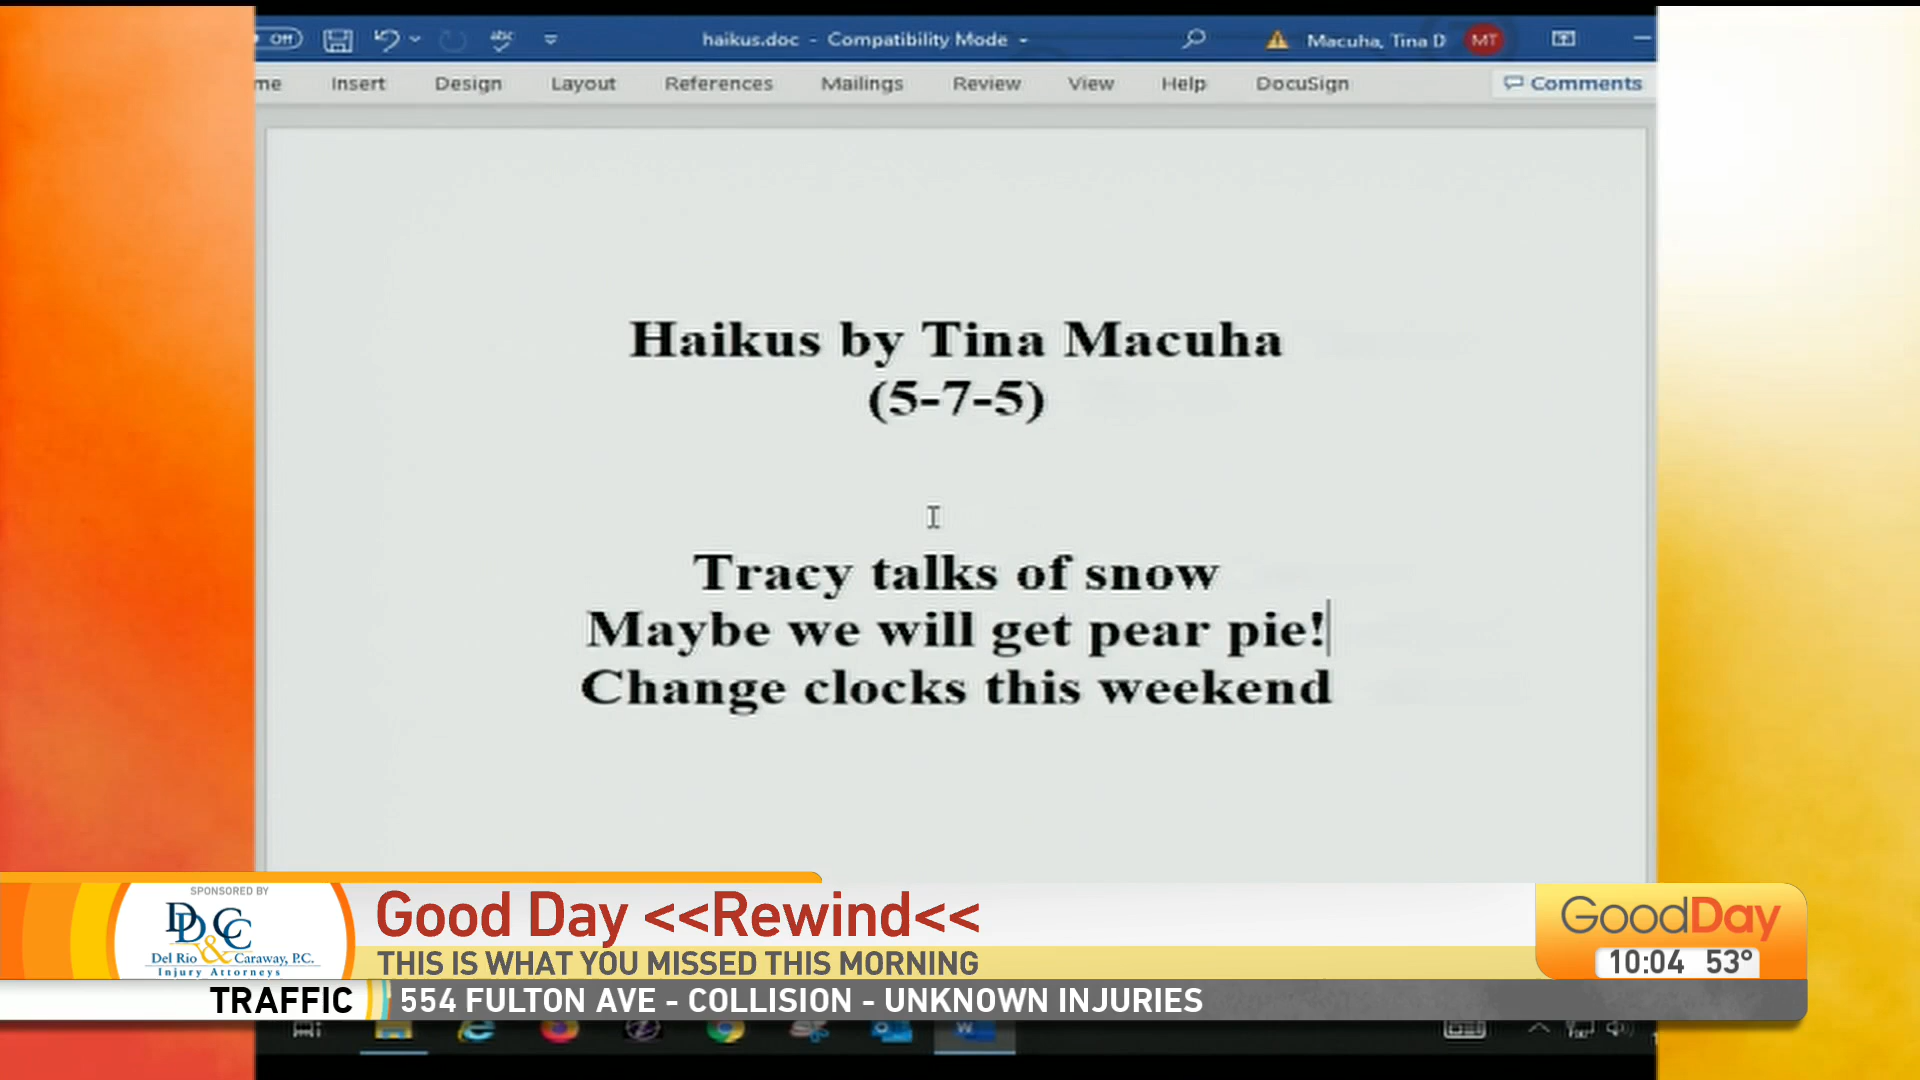 Off
haikus.doc - Compatibility Mode
Macuha, Tina D
MT
me Insert Design Layout References Mailings Review View Help DocuSign Comments
Haikus by Tina Macuha
(5-7-5)
Tracy talks of snow
Maybe we will get pear pie!
Change clocks this weekend
SPONSORED BY
DR&C
Del Rio & Caraway, P.C.
Injury Attorneys
Good Day <<Rewind<<
THIS IS WHAT YOU MISSED THIS MORNING
GoodDay
10:04 53°
TRAFFIC
554 FULTON AVE - COLLISION - UNKNOWN INJURIES